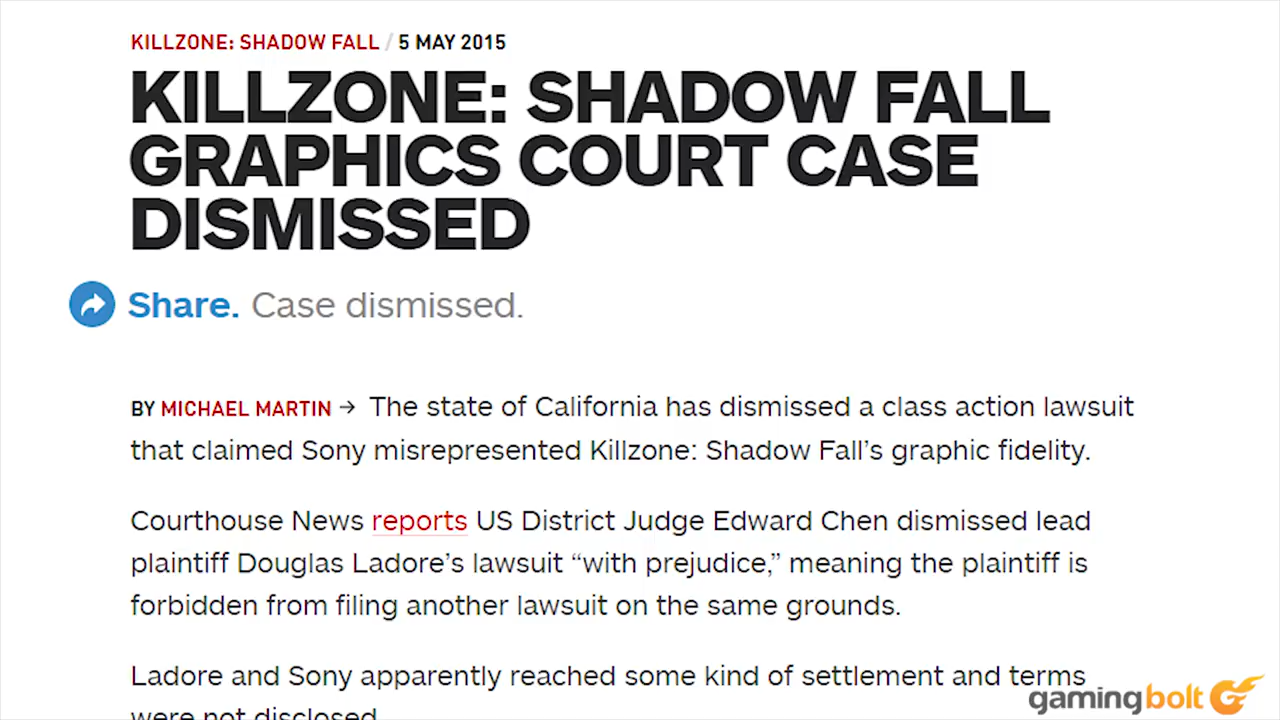 KILLZONE: SHADOW FALL / 5 MAY 2015
KILLZONE: SHADOW FALL
GRAPHICS COURT CASE
DISMISSED
Share. Case dismissed.
BY MICHAEL MARTIN → The state of California has dismissed a class action lawsuit
that claimed Sony misrepresented Killzone: Shadow Fall’s graphic fidelity.
Courthouse News reports US District Judge Edward Chen dismissed lead
plaintiff Douglas Ladore’s lawsuit “with prejudice,” meaning the plaintiff is
forbidden from filing another lawsuit on the same grounds.
Ladore and Sony apparently reached some kind of settlement and terms
were not disclosed.
gamingbolt